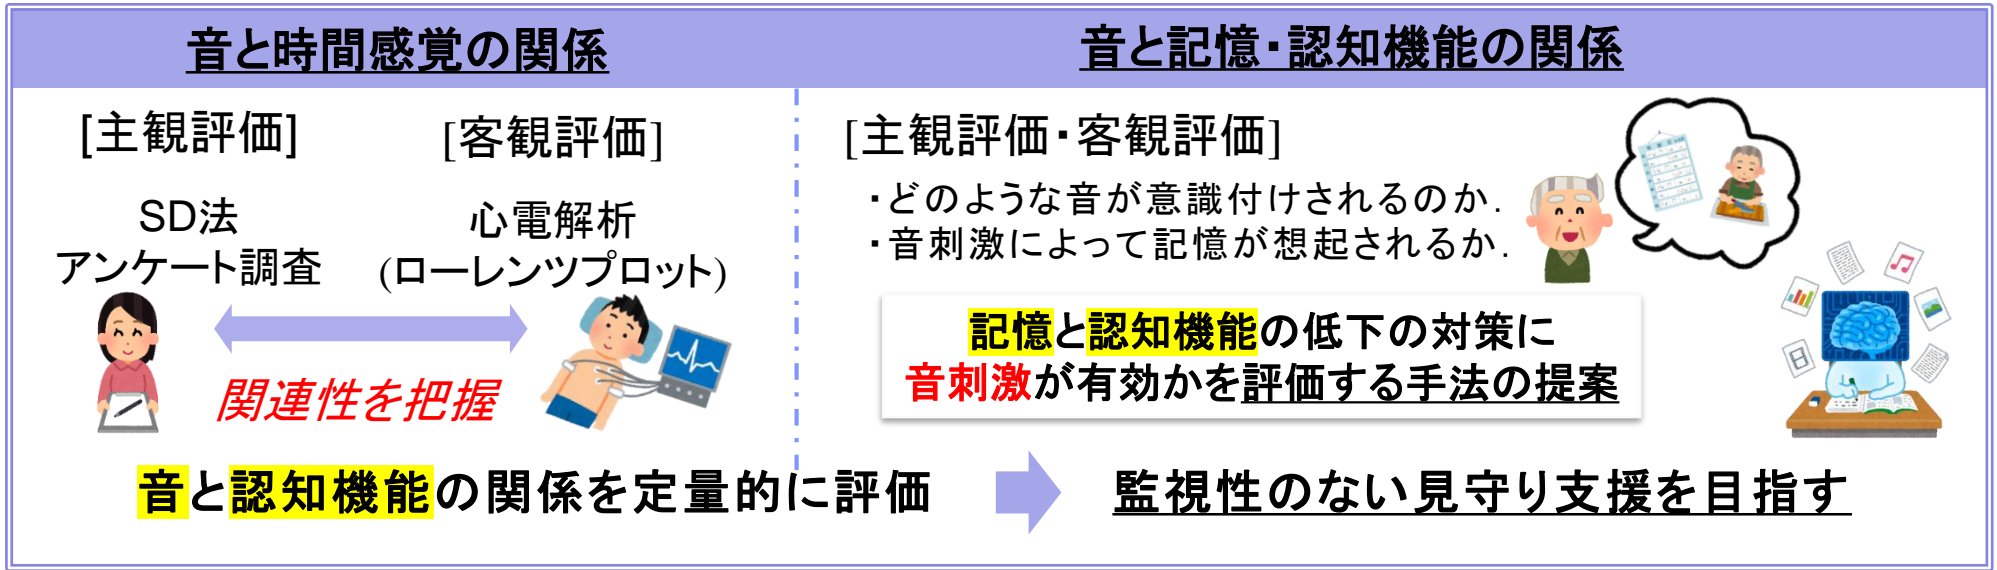 音と時間感覚の関係
[主観評価]
SD法
アンケート調査
[客観評価]
心電解析
(ローレンツプロット)
関連性を把握
音と記憶・認知機能の関係
[主観評価・客観評価]
・どのような音が意識付けされるのか.
・音刺激によって記憶が想起されるか.
記憶と認知機能の低下の対策に
音刺激が有効かを評価する手法の提案
音と認知機能の関係を定量的に評価
監視性のない見守り支援を目指す